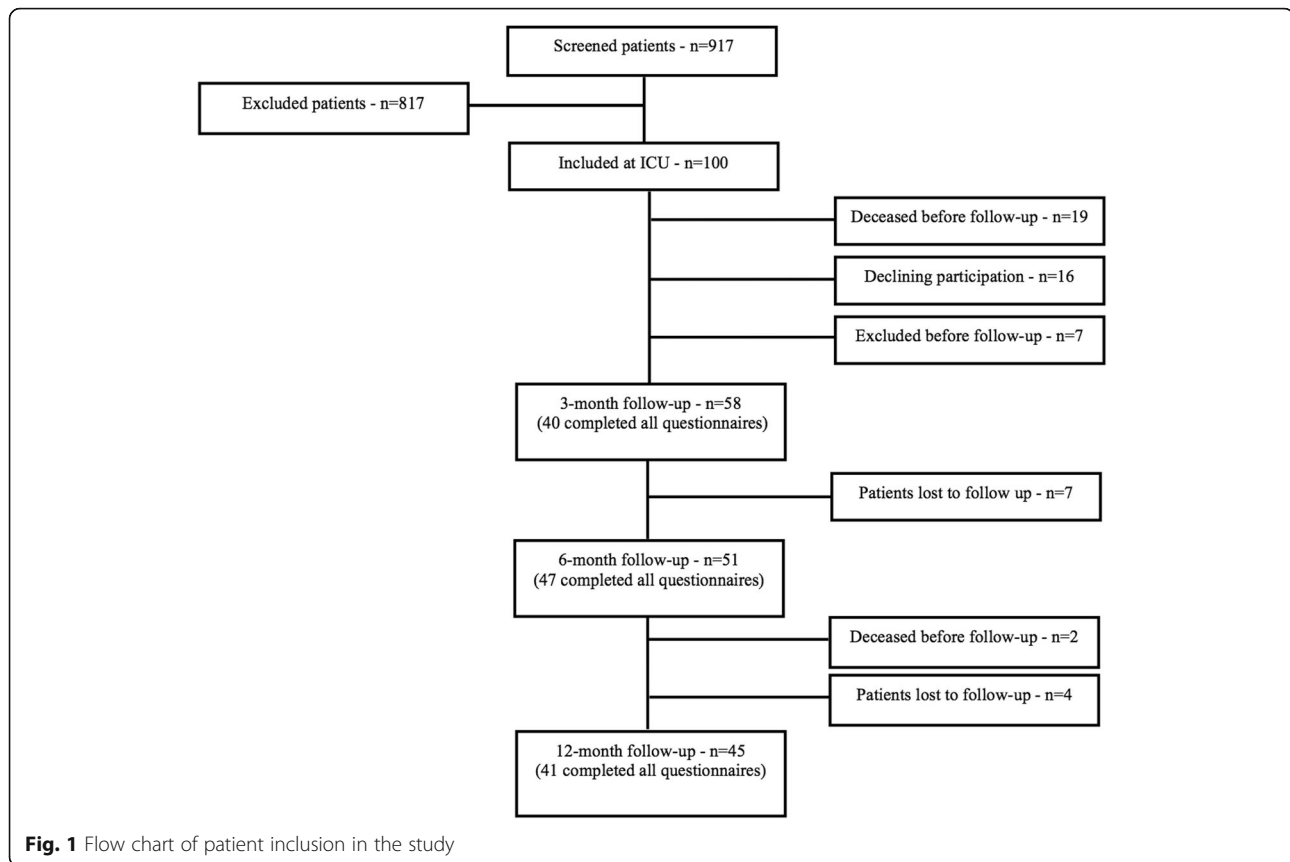 Screened patients - n=917
Excluded patients - n=817
Included at ICU - n=100
Deceased before follow-up - n=19
Declining participation - n=16
Excluded before follow-up - n=7
3-month follow-up - n=58
(40 completed all questionnaires)
Patients lost to follow up - n=7
6-month follow-up - n=51
(47 completed all questionnaires)
Deceased before follow-up - n=2
Patients lost to follow-up - n=4
12-month follow-up - n=45
(41 completed all questionnaires)
Fig. 1 Flow chart of patient inclusion in the study